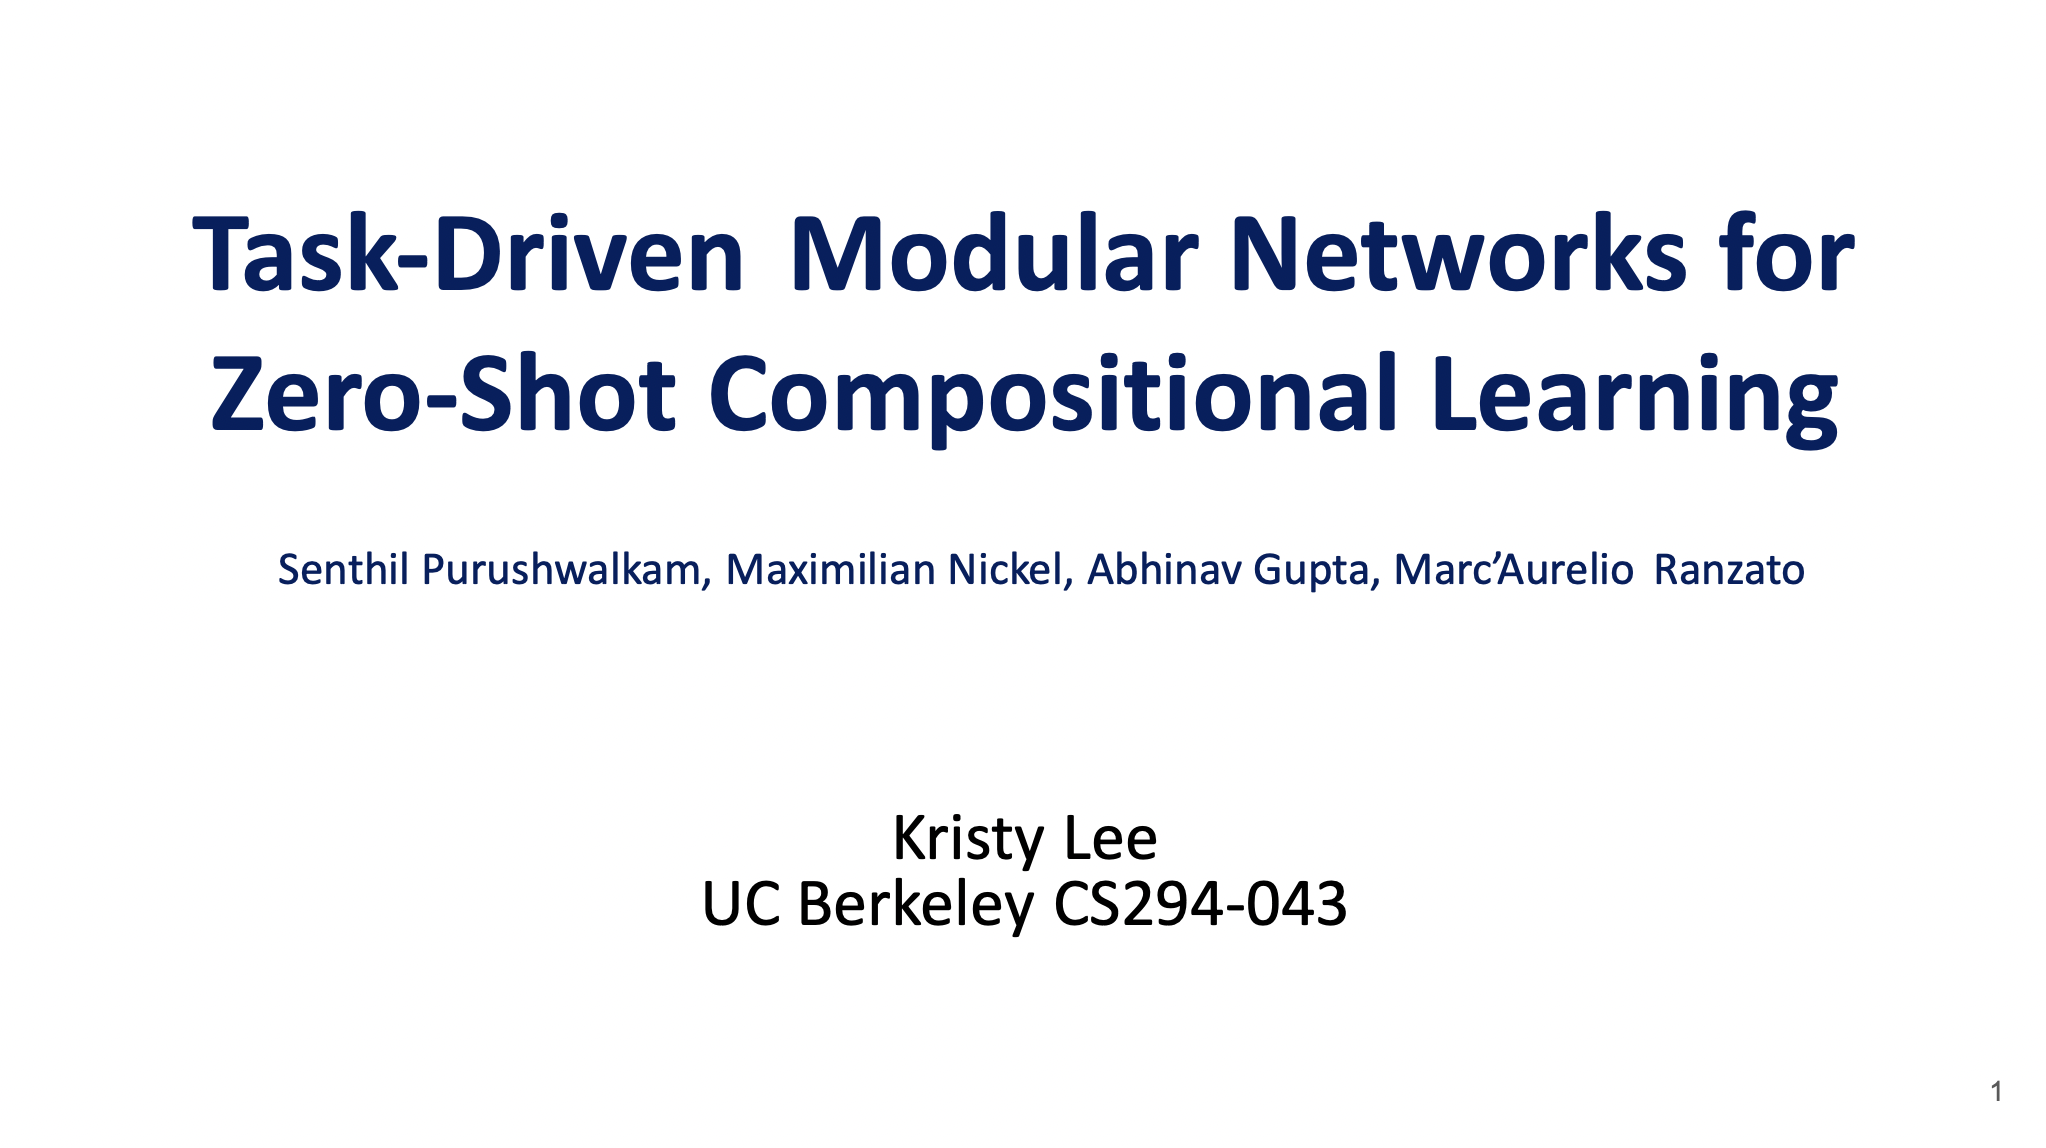 Task-Driven Modular Networks for
Zero-Shot Compositional Learning
Senthil Purushwalkam, Maximilian Nickel, Abhinav Gupta, Marc’Aurelio Ranzato
Kristy Lee
UC Berkeley CS294-043
1